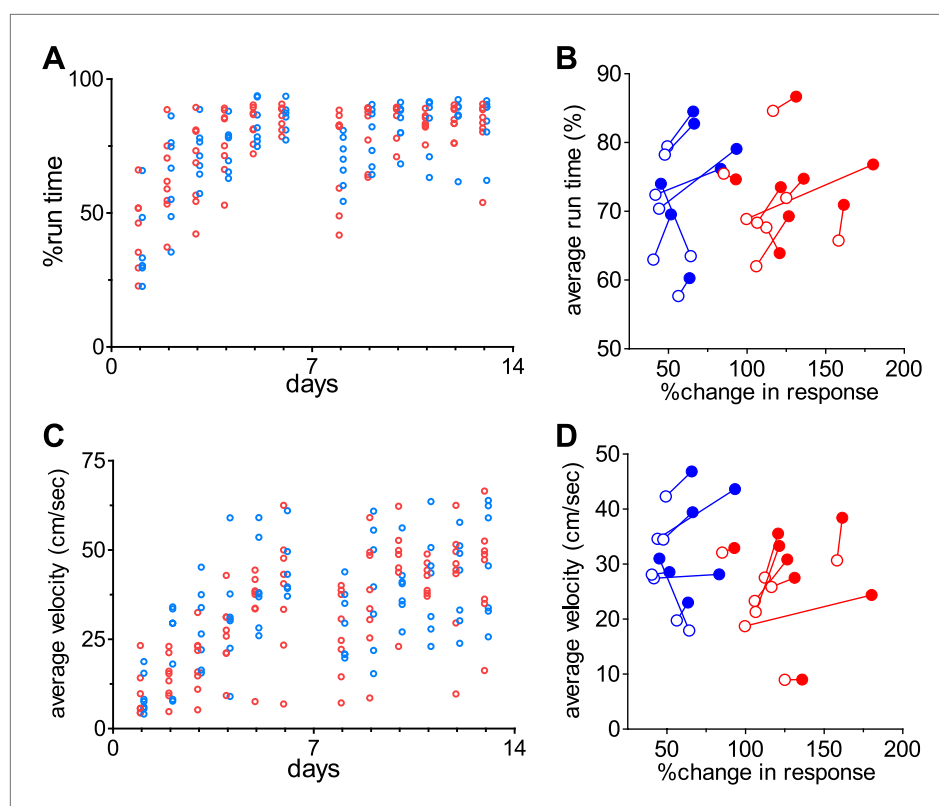 A
%run time
100
50
0
0
7
14
days
B
average run time (%)
90
80
70
60
50
50
100
150
200
%change in response
C
average velocity (cm/sec)
75
50
25
0
0
7
14
days
D
average velocity (cm/sec)
50
40
30
20
10
0
50
100
150
200
%change in response